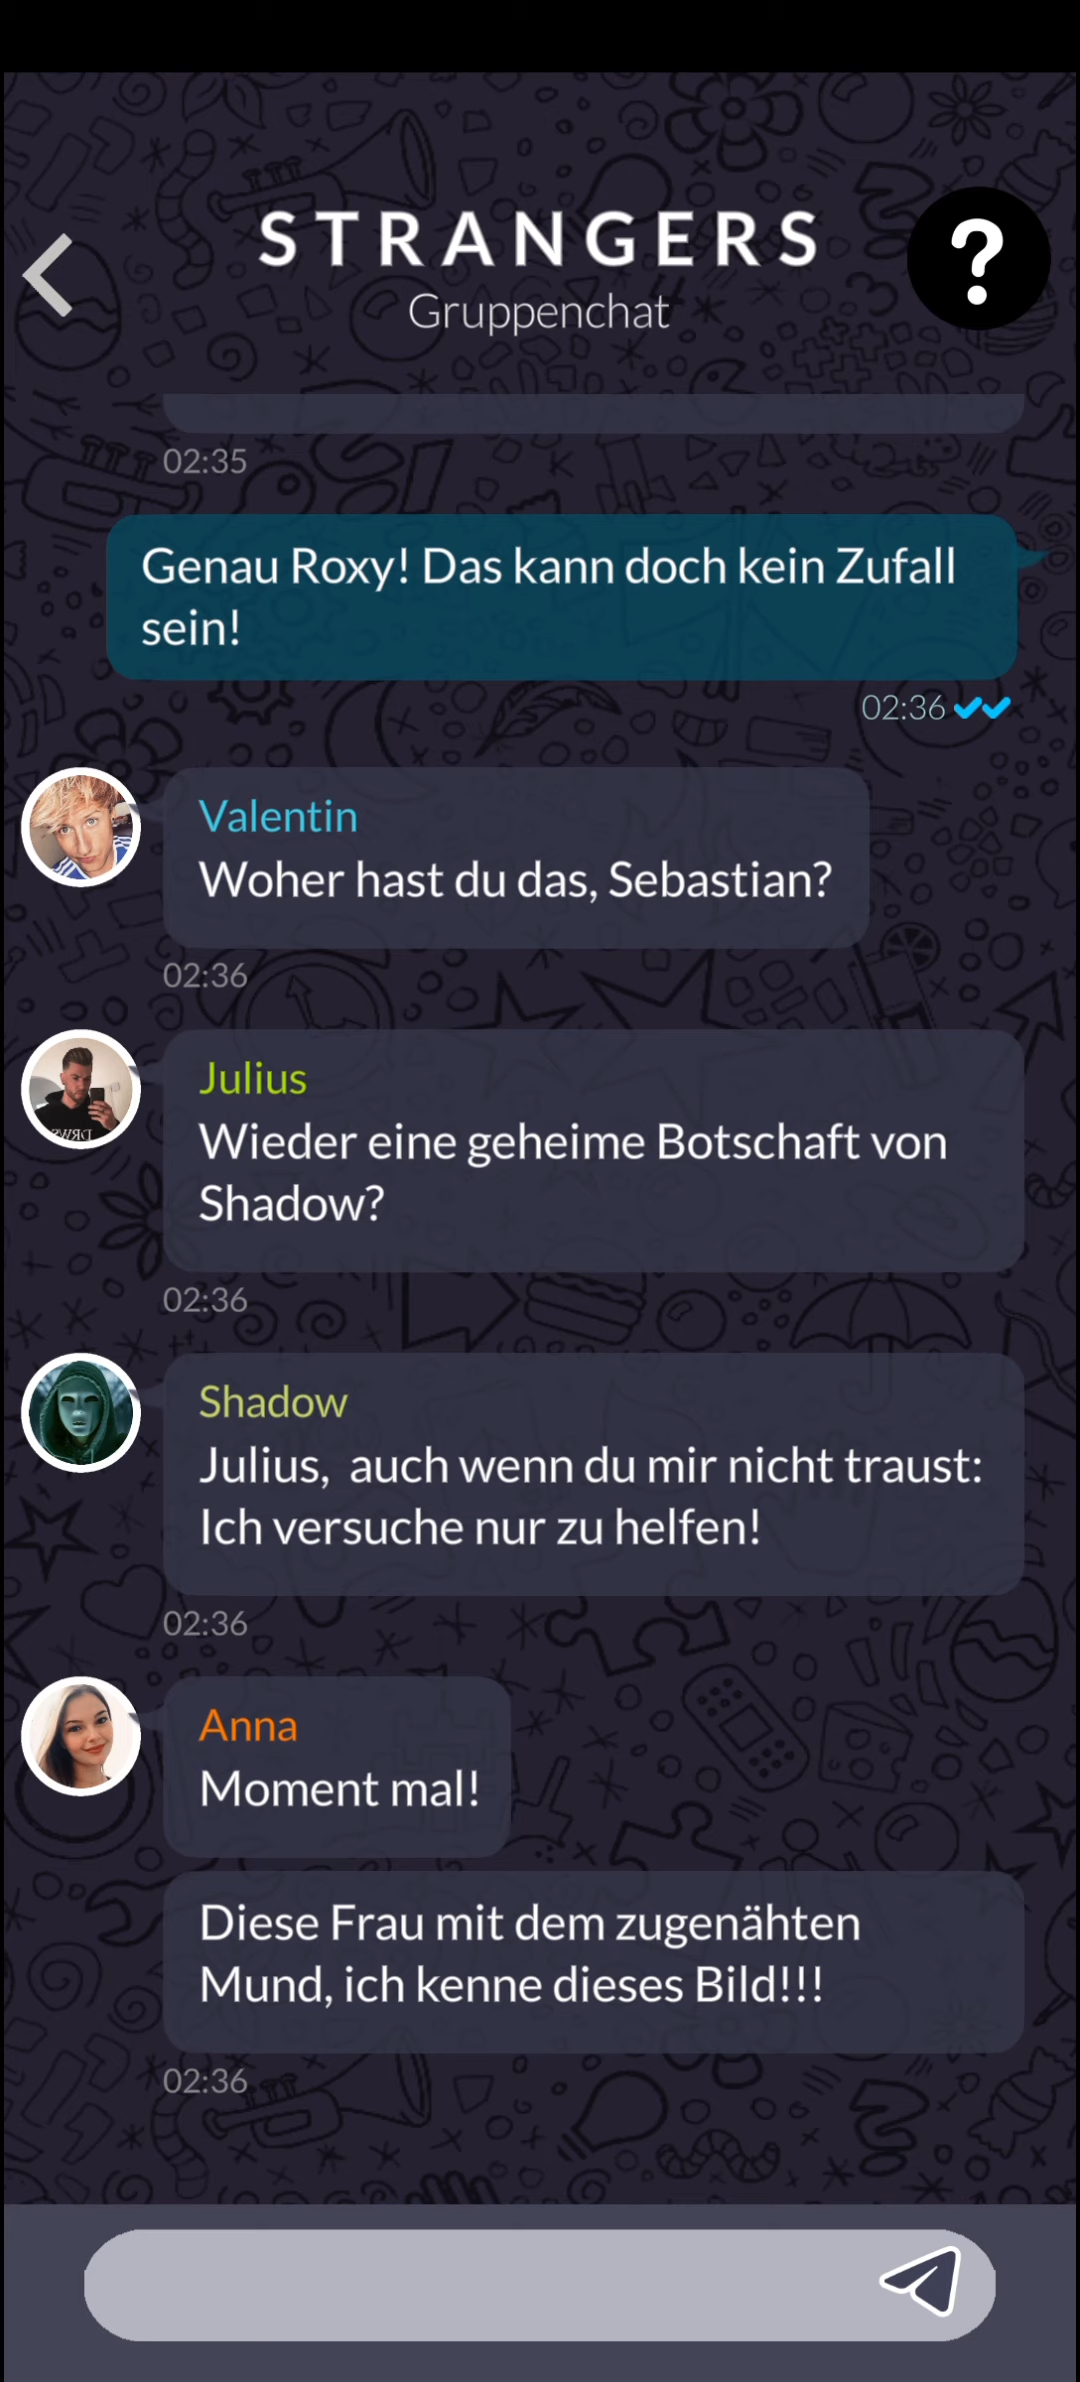 STRANGERS
?
Gruppenchat
02:35
Genau Roxy! Das kann doch kein Zufall
sein!
02:36
Valentin
Woher hast du das, Sebastian?
02:36
Julius
Wieder eine geheime Botschaft von
Shadow?
02:36
Shadow
Julius,  auch wenn du mir nicht traust:
Ich versuche nur zu helfen!
02:36
Anna
Moment mal!
Diese Frau mit dem zugenähten
Mund, ich kenne dieses Bild!!!
02:36